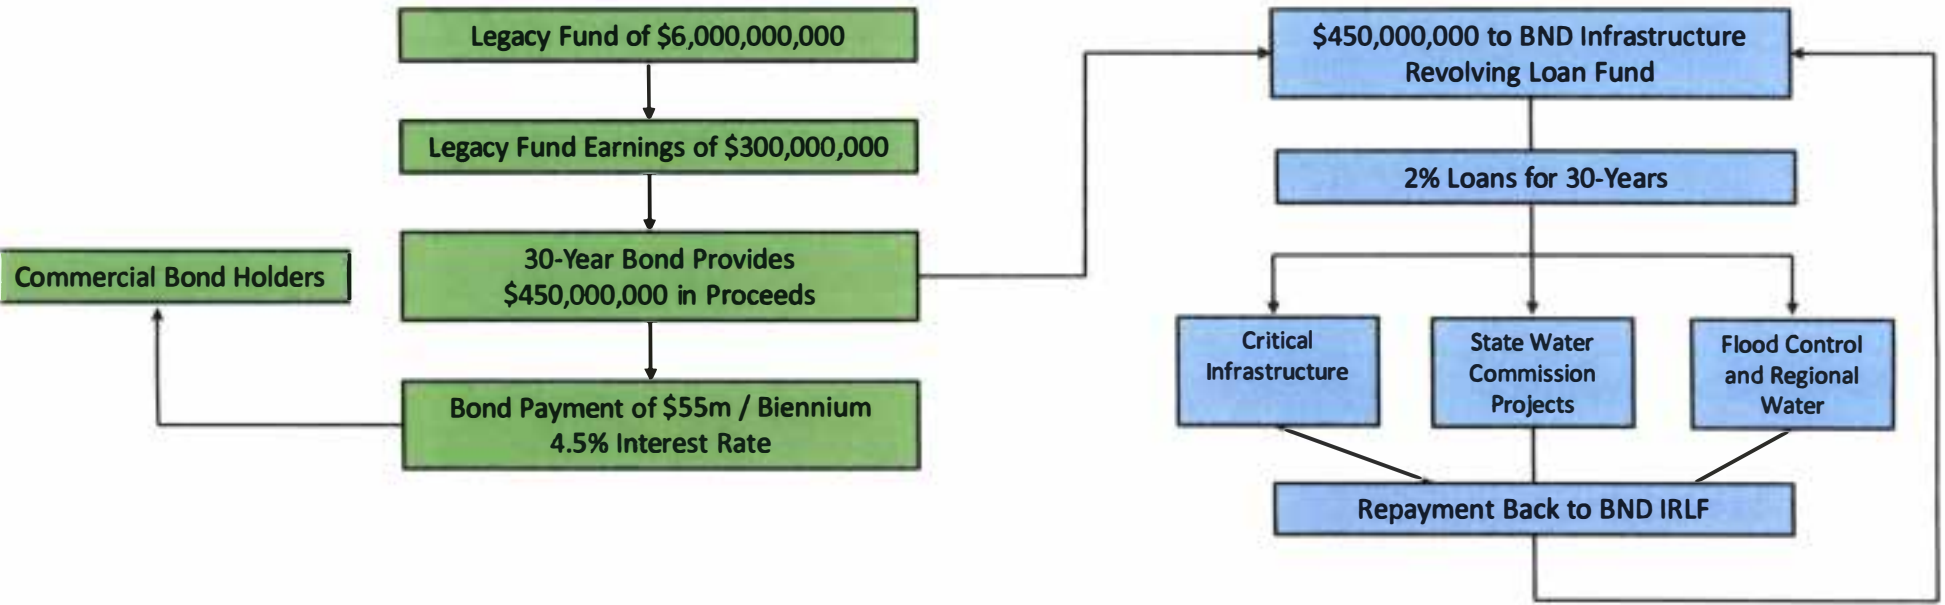 Legacy Fund of $6,000,000,000
Legacy Fund Earnings of $300,000,000
30-Year Bond Provides
$450,000,000 in Proceeds
Commercial Bond Holders
Bond Payment of $55m / Biennium
4.5% Interest Rate
$450,000,000 to BND Infrastructure
Revolving Loan Fund
2% Loans for 30-Years
Critical
Infrastructure
State Water
Commission
Projects
Flood Control
and Regional
Water
Repayment Back to BND IRLF